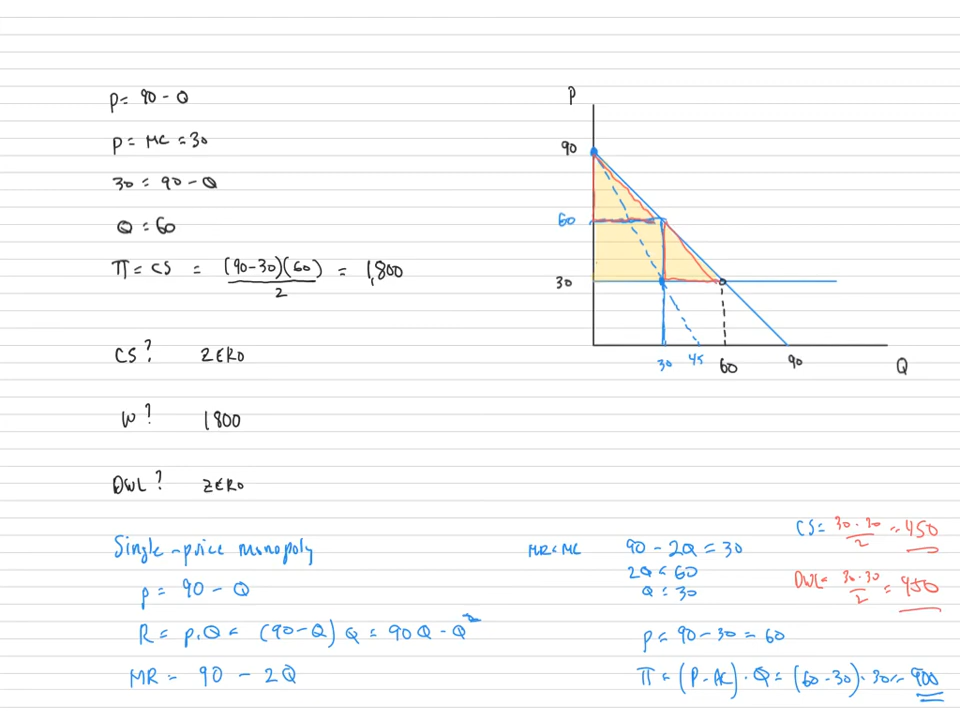 P = 90 - Q
P = MC = 30
30 = 90 - Q
Q = 60
Π = CS = (90-30)(60) / 2 = 1,800
CS? ZERO
W? 1800
DWL? ZERO
Single-price monopoly
P = 90 - Q
R = P.Q = (90-Q) Q = 90Q - Q²
MR = 90 - 2Q
P
90
60
30
30 45 60 90 Q
MR = MC 90 - 2Q = 30
2Q = 60
Q = 30
P = 90 - 30 = 60
Π = (P - AC) · Q = (60 - 30) · 30 = 900
CS = 30 · 30 / 2 = 450
DWL = 30 · 30 / 2 = 450